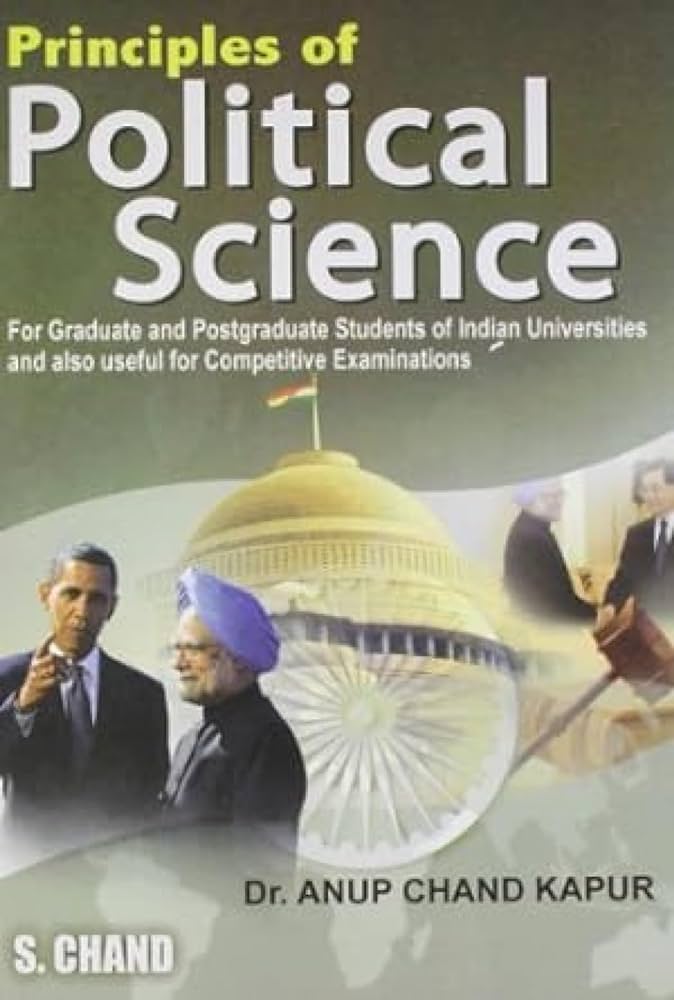 Principles of
Political
Science
For Graduate and Postgraduate Students of Indian Universities
and also useful for Competitive Examinations
Dr. ANUP CHAND KAPUR
S. CHAND